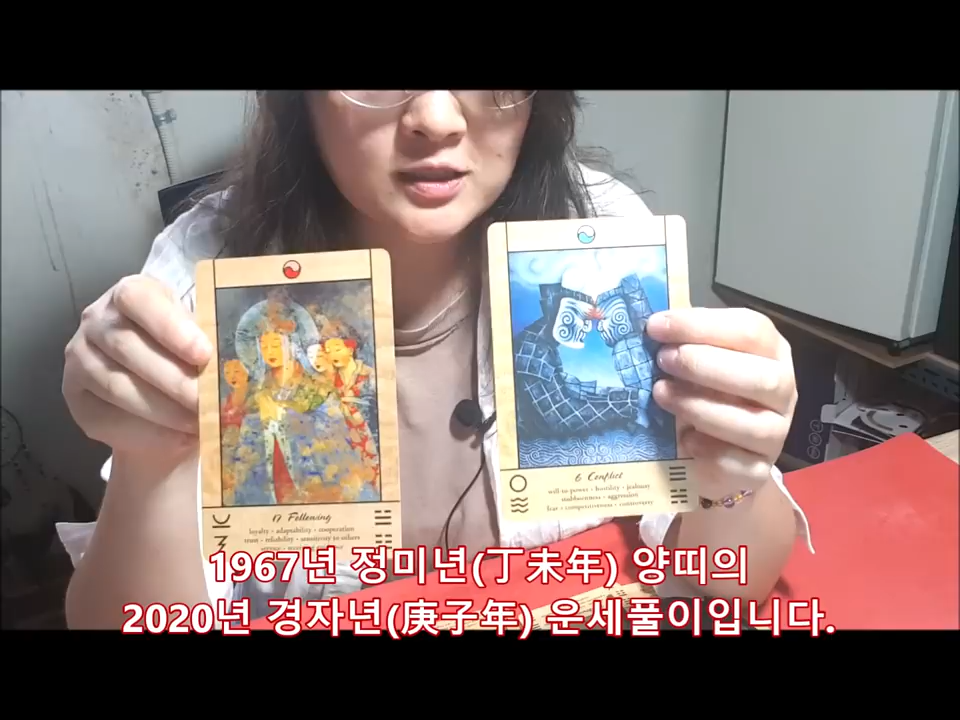 17 Following
loyalty - adaptability - cooperation
trust - reliability - sensitivity to others
6 Conflict
will-to-power - hostility - jealousy
stubbornness - aggression
fear - competitiveness - controversy
1967년 정미년(丁未年) 양띠의
2020년 경자년(庚子年) 운세풀이입니다.